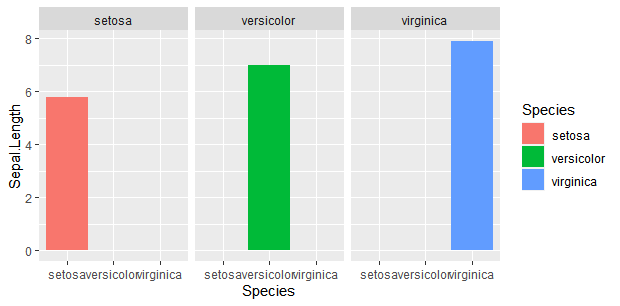 setosa versicolor virginica
8
6
4
2
0
Sepal.Length
setosaversicolorvirginica setosaversicolorvirginica setosaversicolorvirginica
Species
Species
setosa
versicolor
virginica